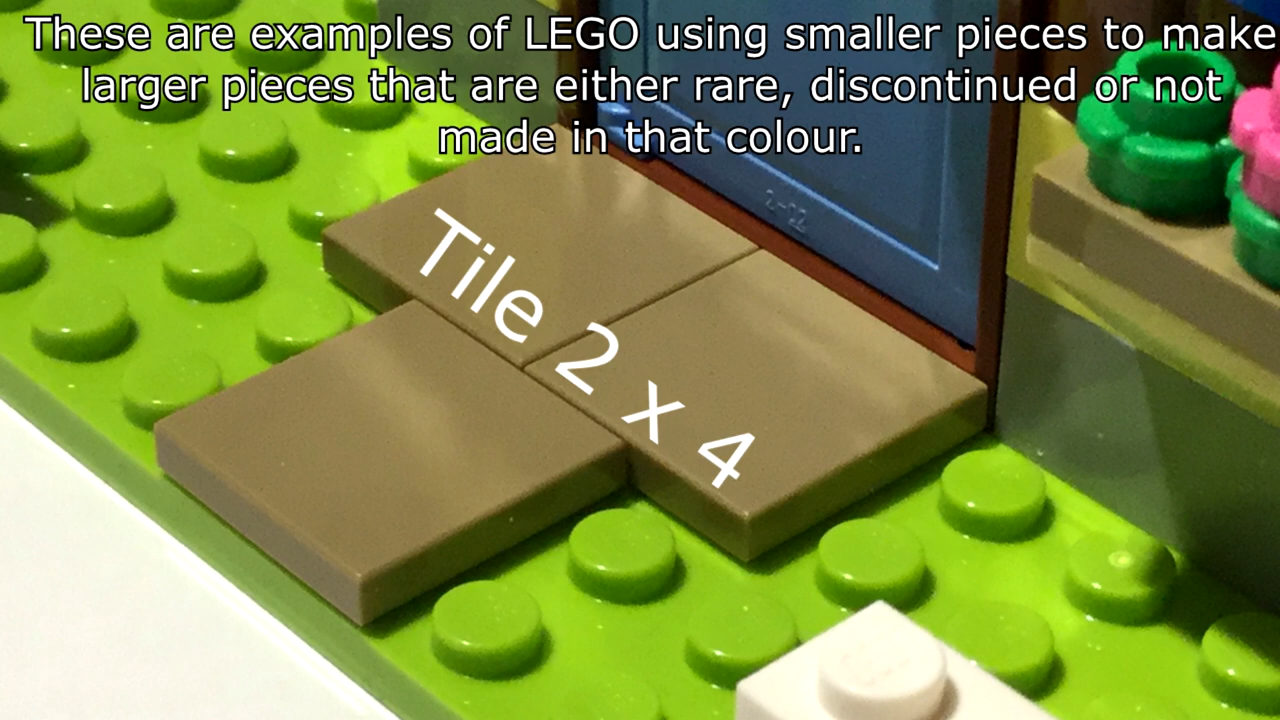 These are examples of LEGO using smaller pieces to make
larger pieces that are either rare, discontinued or not
made in that colour.
Tile 2 x 4